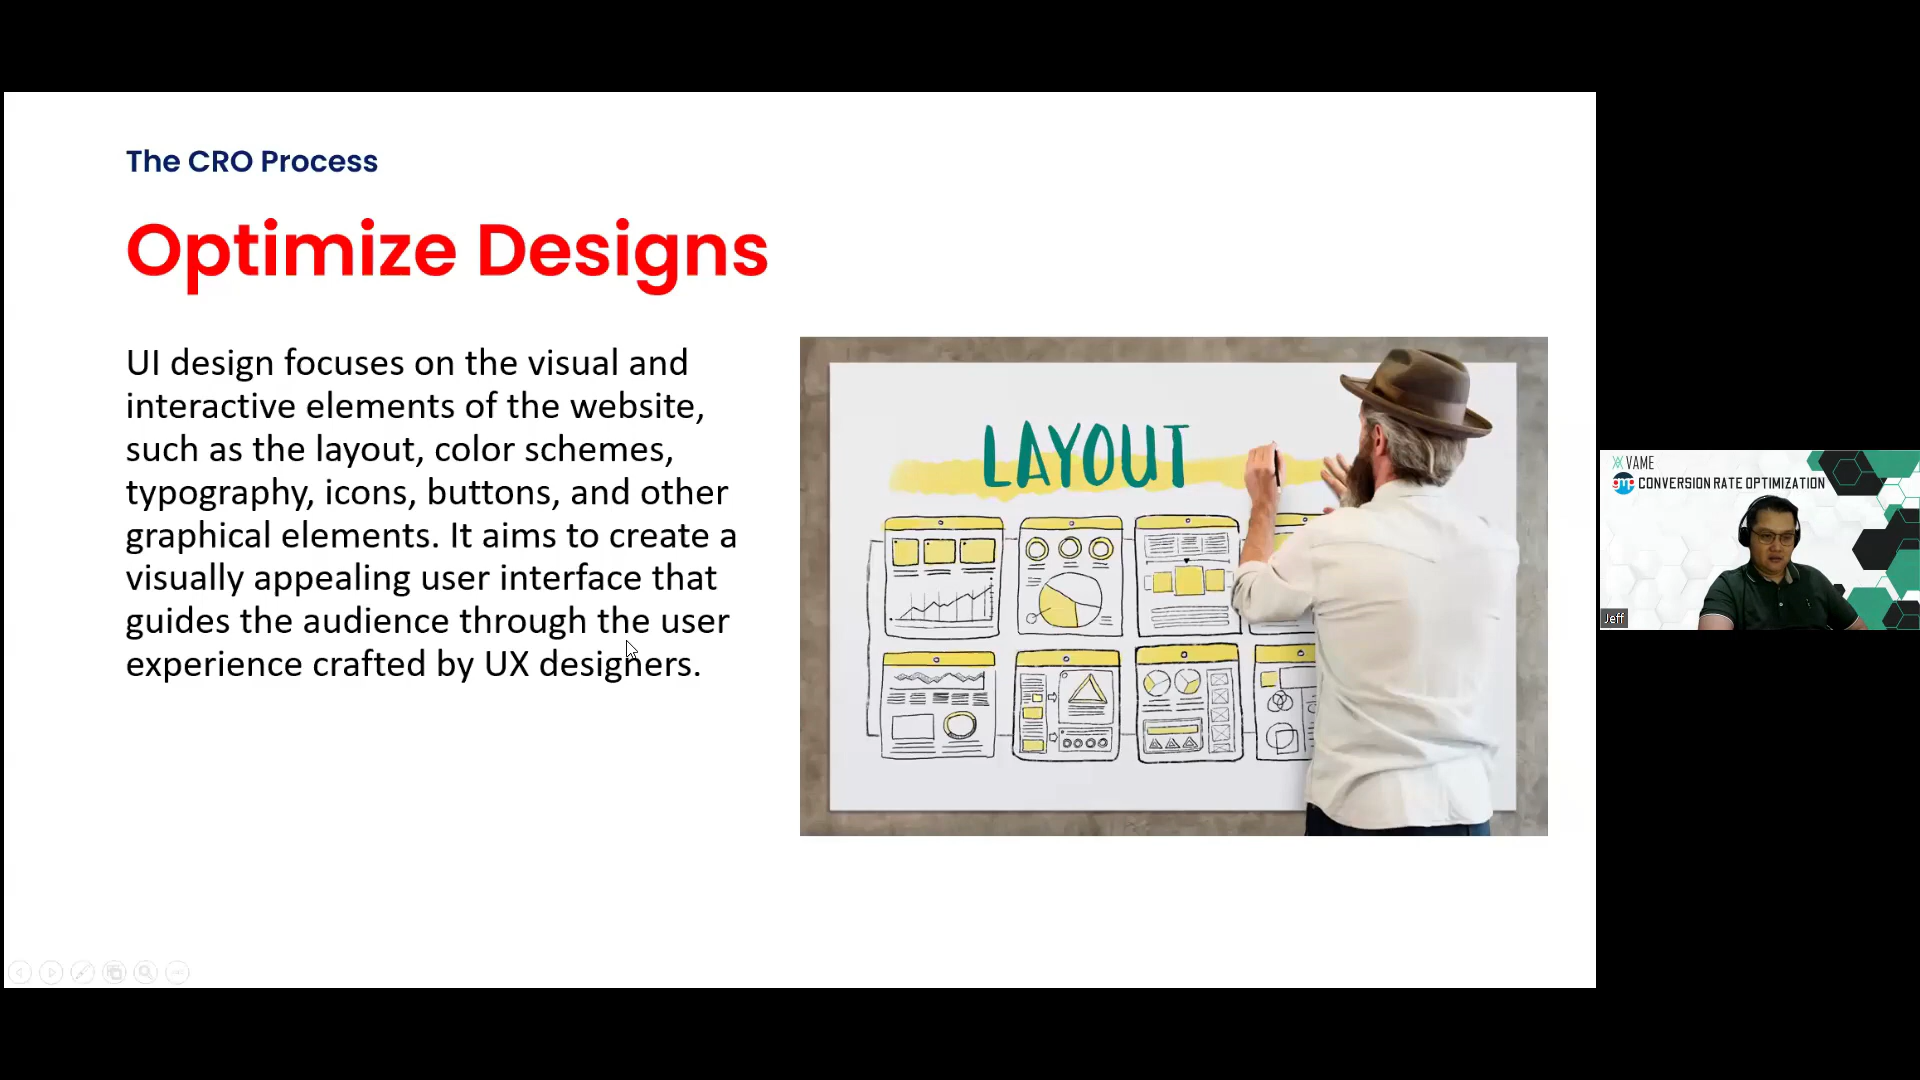 The CRO Process
Optimize Designs
UI design focuses on the visual and
interactive elements of the website,
such as the layout, color schemes,
typography, icons, buttons, and other
graphical elements. It aims to create a
visually appealing user interface that
guides the audience through the user
experience crafted by UX designers.
LAYOUT
VAME
gmp CONVERSION RATE OPTIMIZATION
Jeff